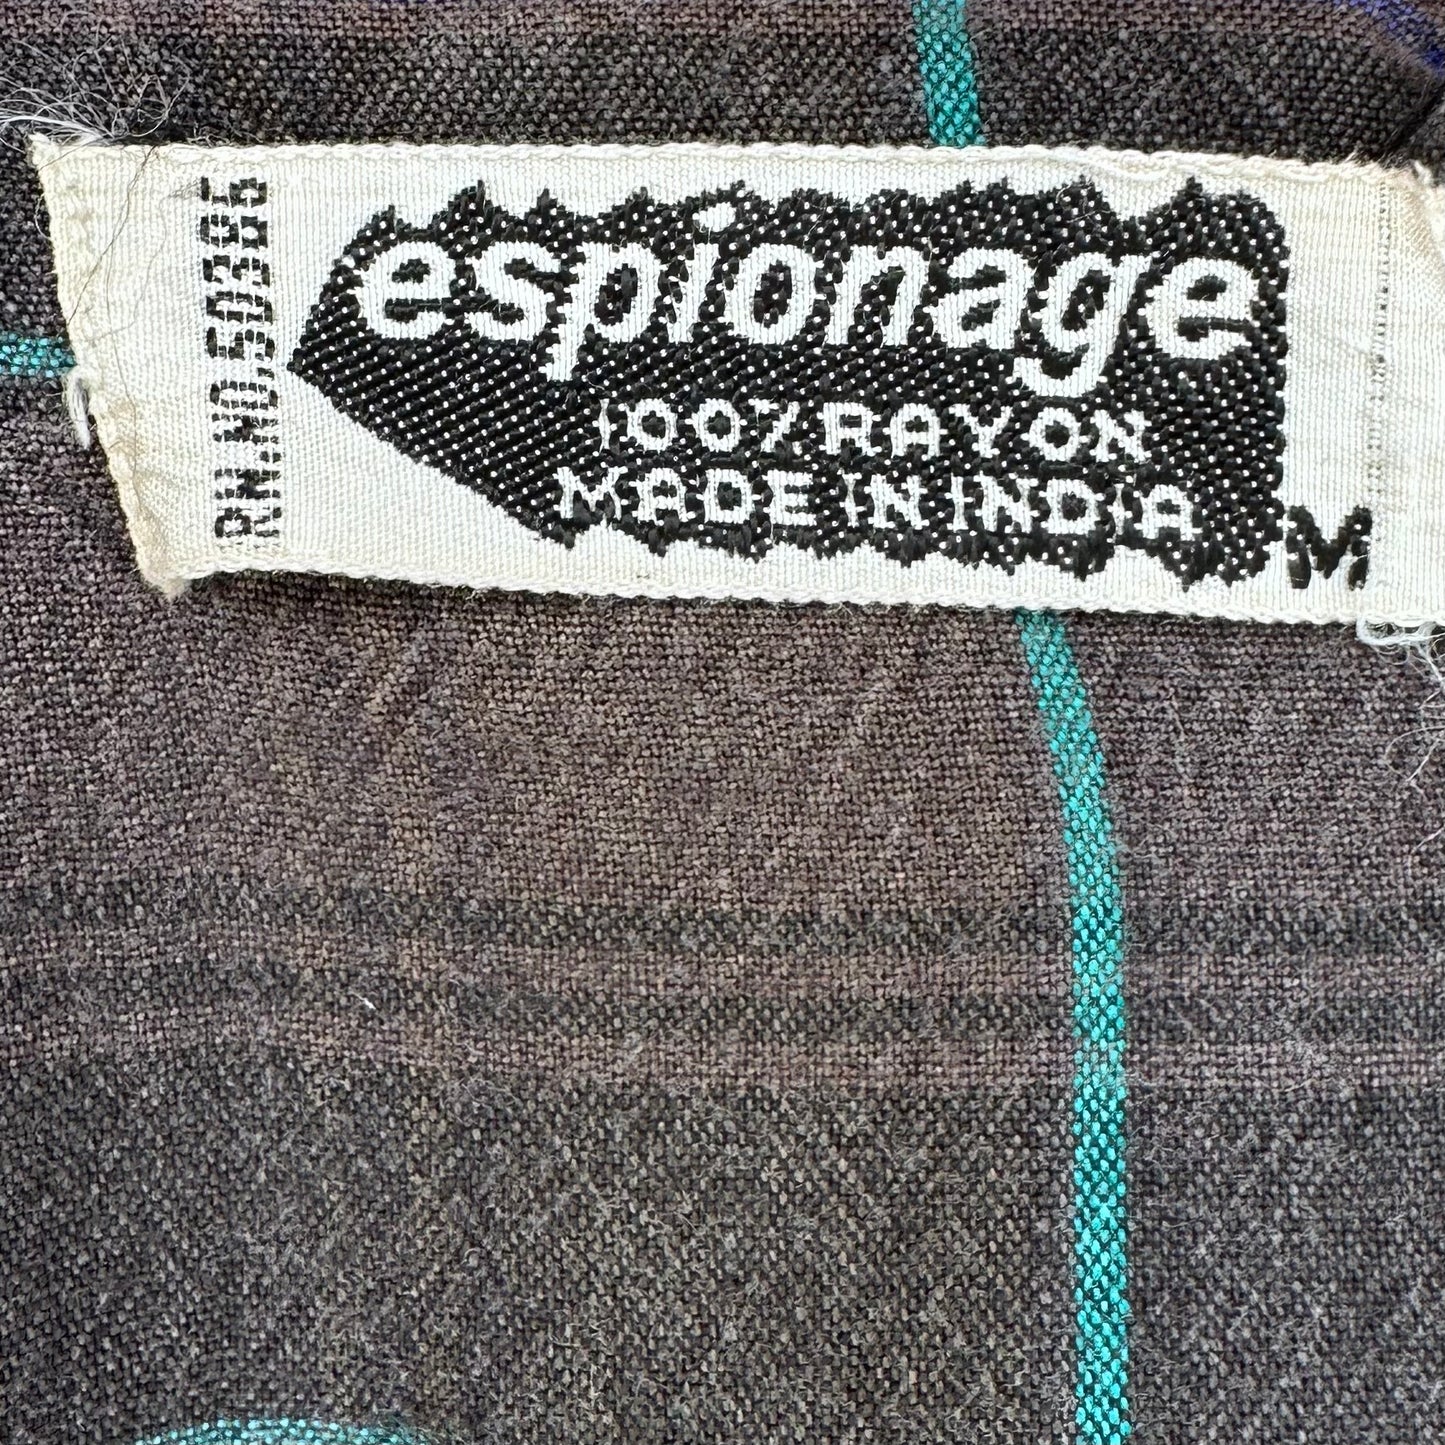 RN.NO.50385
espionage
100% RAYON
MADE IN INDIA
M